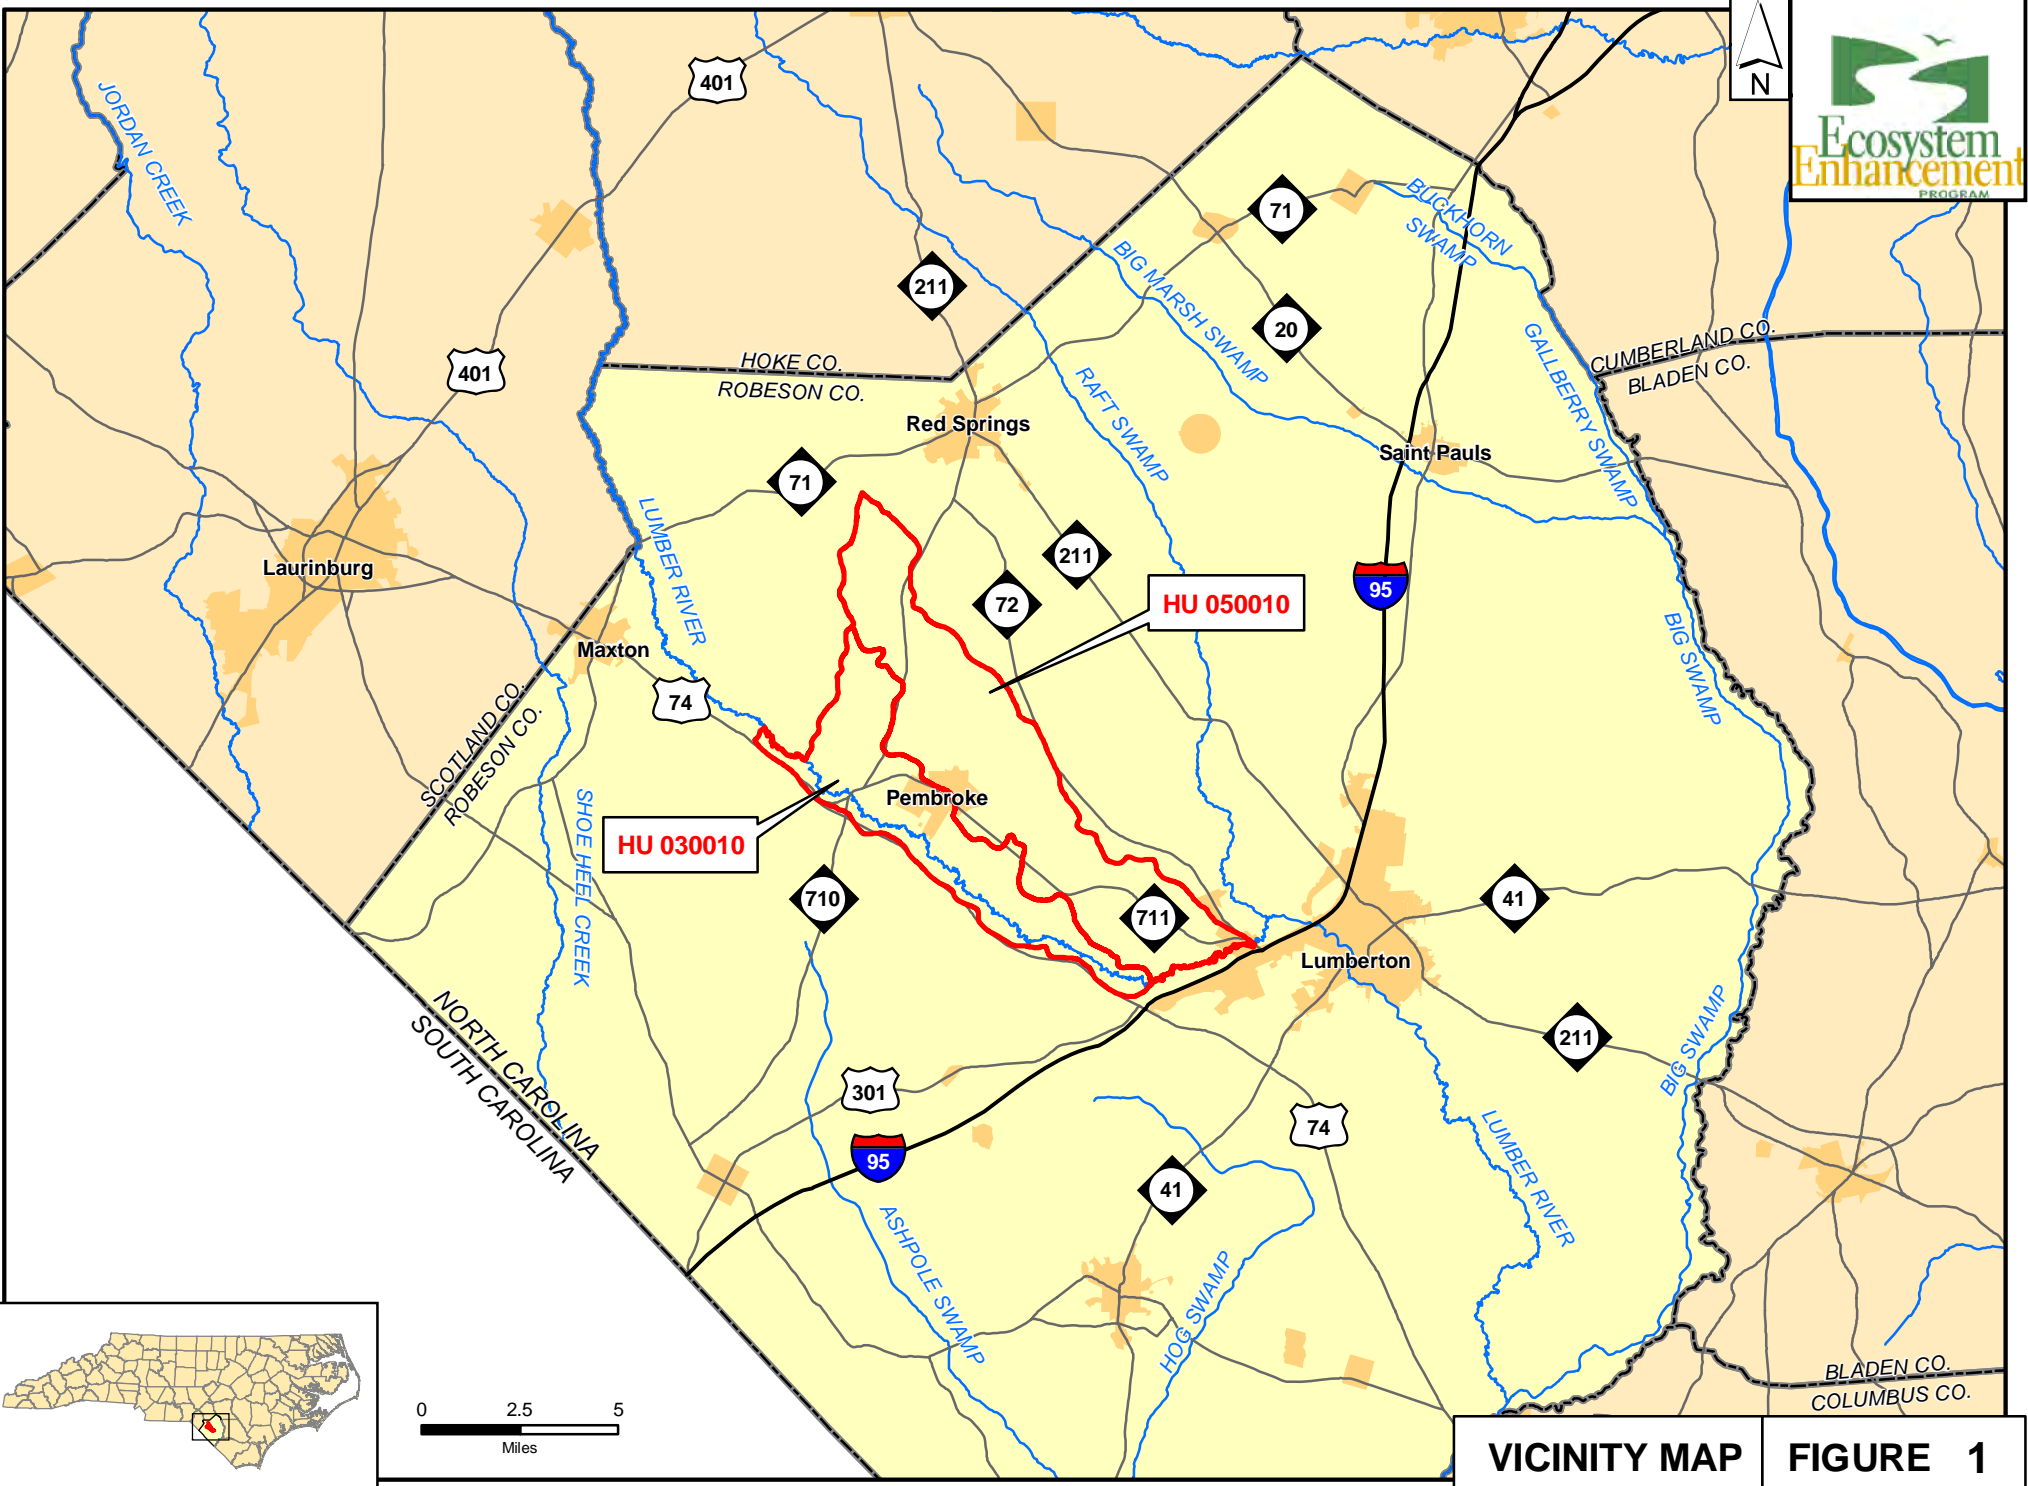 N
Ecosystem
Enhancement
PROGRAM
401
JORDAN CREEK
71
BUCKHORN
SWAMP
BIG MARSH SWAMP
211
20
GALLBERRY SWAMP
CUMBERLAND CO.
BLADEN CO.
401
HOKE CO.
ROBESON CO.
RAFT SWAMP
Red Springs
Saint Pauls
71
LUMBER RIVER
211
Laurinburg
72
HU 050010
95
Maxton
BIG SWAMP
74
SCOTLAND CO.
ROBESON CO.
SHOE HEEL CREEK
Pembroke
HU 030010
710
711
41
Lumberton
NORTH CAROLINA
SOUTH CAROLINA
BIG SWAMP
211
301
74
LUMBER RIVER
95
41
ASHPOLE SWAMP
HOG SWAMP
BLADEN CO.
COLUMBUS CO.
0 2.5 5
Miles
VICINITY MAP
FIGURE 1